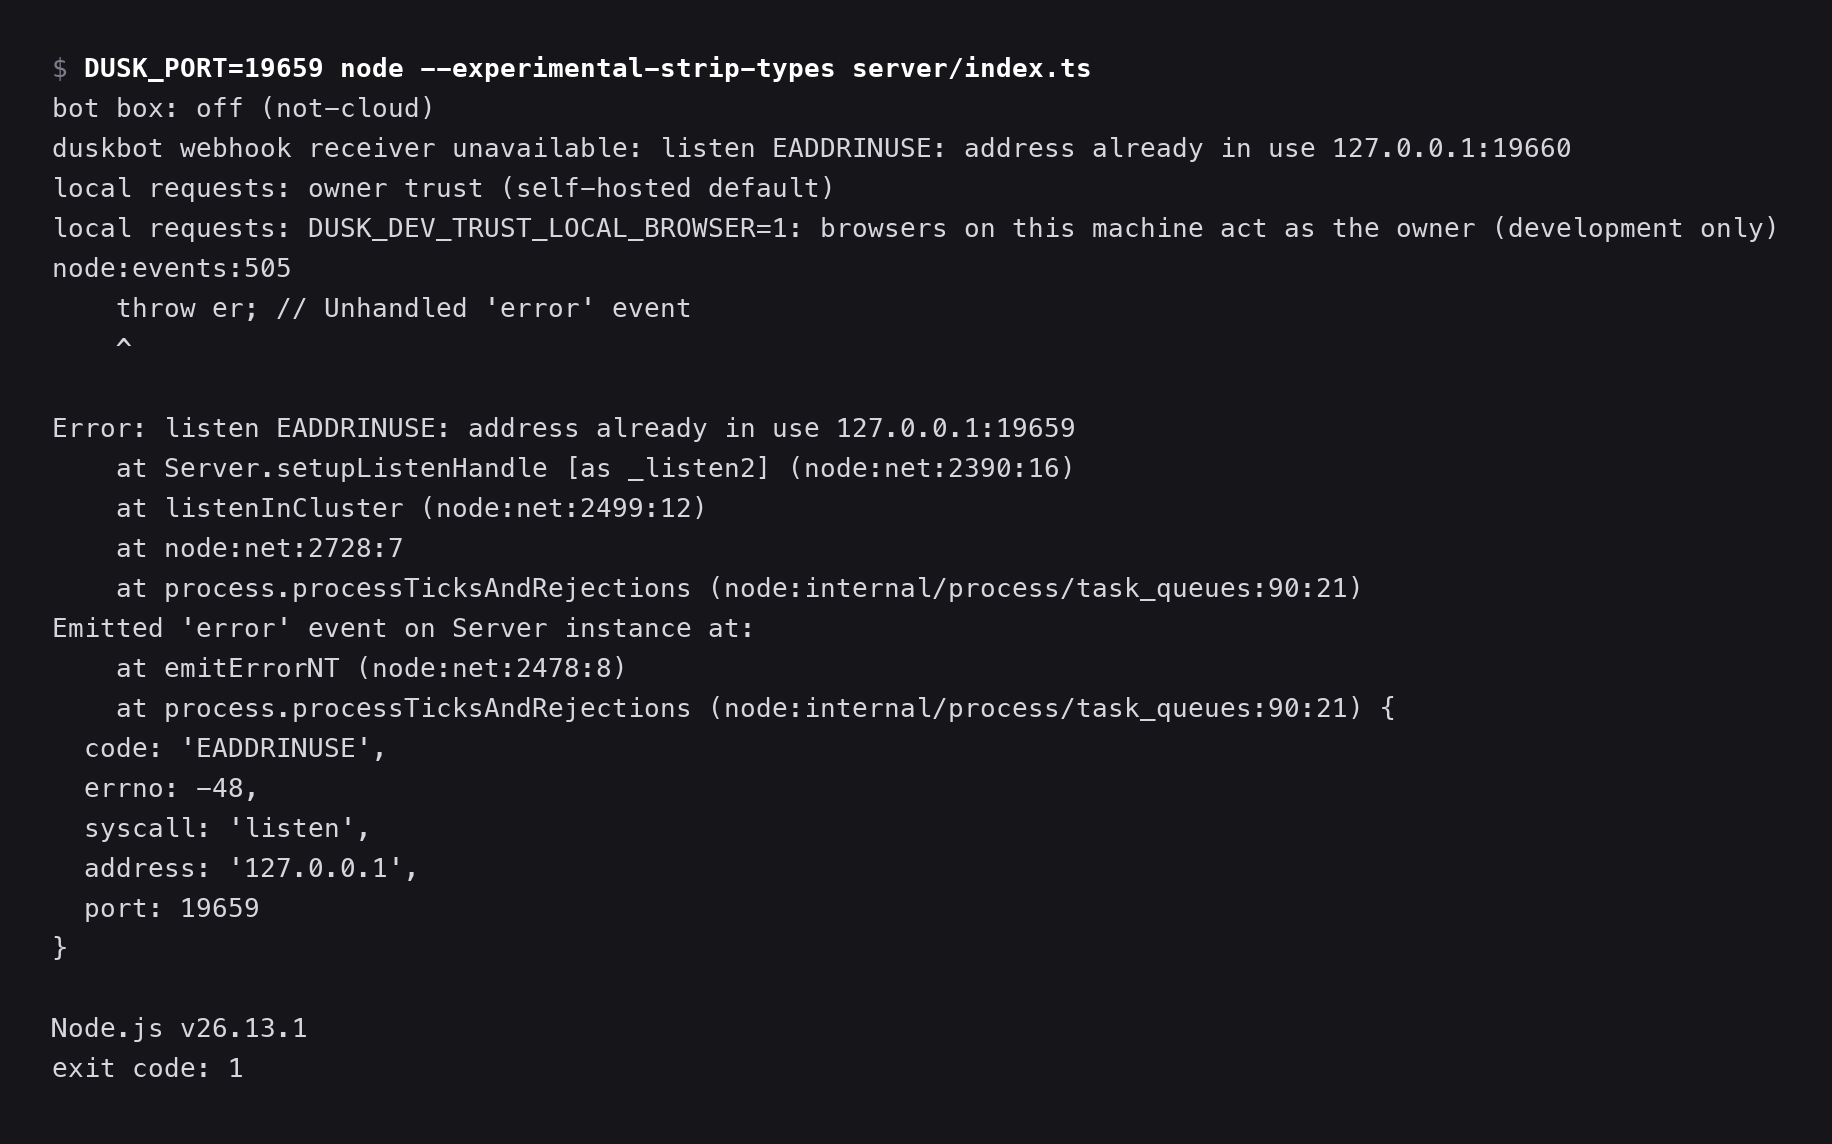 $ DUSK_PORT=19659 node --experimental-strip-types server/index.ts
bot box: off (not-cloud)
duskbot webhook receiver unavailable: listen EADDRINUSE: address already in use 127.0.0.1:19660
local requests: owner trust (self-hosted default)
local requests: DUSK_DEV_TRUST_LOCAL_BROWSER=1: browsers on this machine act as the owner (development only)
node:events:505
    throw er; // Unhandled 'error' event
    ^

Error: listen EADDRINUSE: address already in use 127.0.0.1:19659
    at Server.setupListenHandle [as _listen2] (node:net:2390:16)
    at listenInCluster (node:net:2499:12)
    at node:net:2728:7
    at process.processTicksAndRejections (node:internal/process/task_queues:90:21)
Emitted 'error' event on Server instance at:
    at emitErrorNT (node:net:2478:8)
    at process.processTicksAndRejections (node:internal/process/task_queues:90:21) {
  code: 'EADDRINUSE',
  errno: -48,
  syscall: 'listen',
  address: '127.0.0.1',
  port: 19659
}

Node.js v26.13.1
exit code: 1